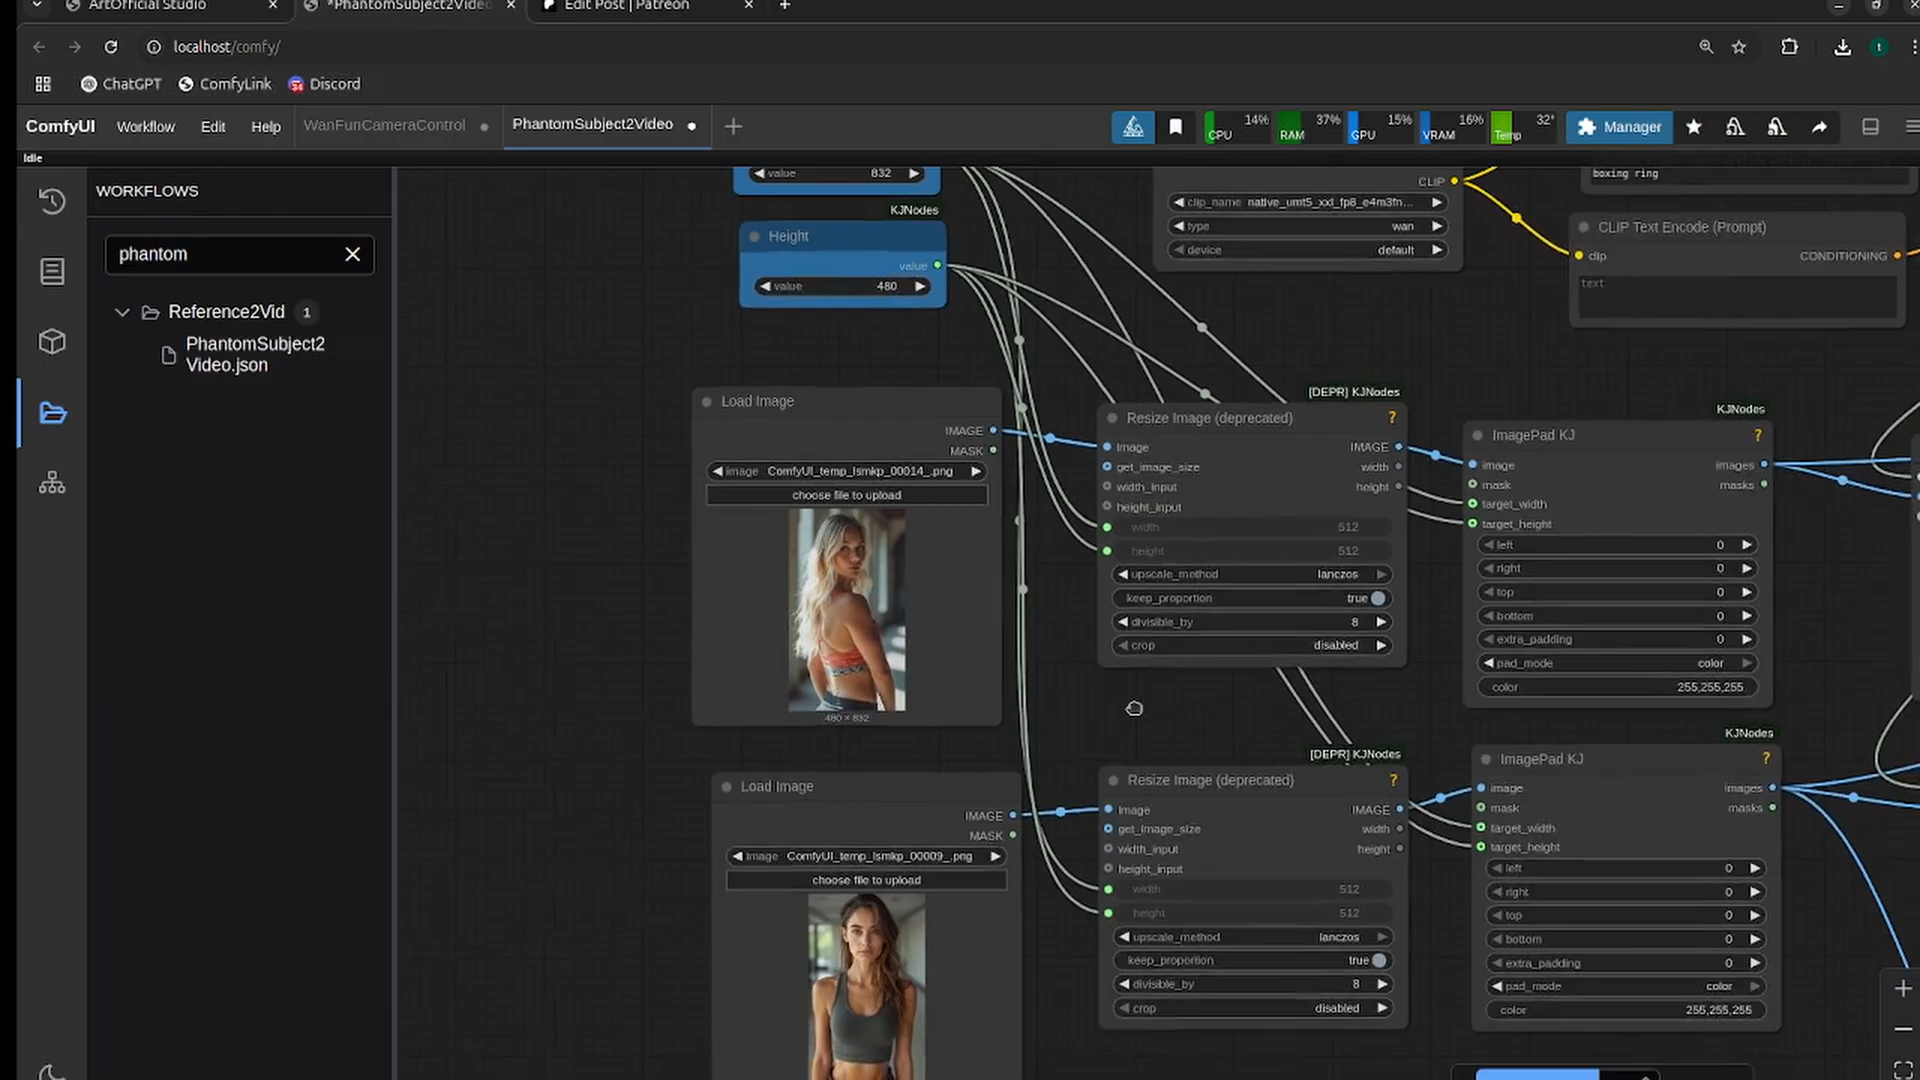 ArtOfficial Studio
*PhantomSubject2Video
Edit Post | Patreon
localhost/comfy/
t
ChatGPT
ComfyLink
Discord
ComfyUI
Workflow
Edit
Help
WanFunCameraControl
PhantomSubject2Video
CPU 14%
RAM 37%
GPU 15%
VRAM 16%
Temp 32°
Manager
Idle
WORKFLOWS
phantom
Reference2Vid 1
PhantomSubject2
Video.json
value 832
KJNodes
Height
value
value 480
CLIP
clip_name native_umt5_xxl_fp8_e4m3fn...
type wan
device default
boxing ring
CLIP Text Encode (Prompt)
clip CONDITIONING
text
Load Image
IMAGE
MASK
image ComfyUI_temp_lsmkp_00014_.png
choose file to upload
480 × 832
[DEPR] KJNodes
Resize Image (deprecated) ?
image IMAGE
get_image_size width
width_input height
height_input
width 512
height 512
upscale_method lanczos
keep_proportion true
divisible_by 8
crop disabled
KJNodes
ImagePad KJ ?
image images
mask masks
target_width
target_height
left 0
right 0
top 0
bottom 0
extra_padding 0
pad_mode color
color 255,255,255
Load Image
IMAGE
MASK
image ComfyUI_temp_lsmkp_00009_.png
choose file to upload
[DEPR] KJNodes
Resize Image (deprecated) ?
image IMAGE
get_image_size width
width_input height
height_input
width 512
height 512
upscale_method lanczos
keep_proportion true
divisible_by 8
crop disabled
KJNodes
ImagePad KJ ?
image images
mask masks
target_width
target_height
left 0
right 0
top 0
bottom 0
extra_padding 0
pad_mode color
color 255,255,255